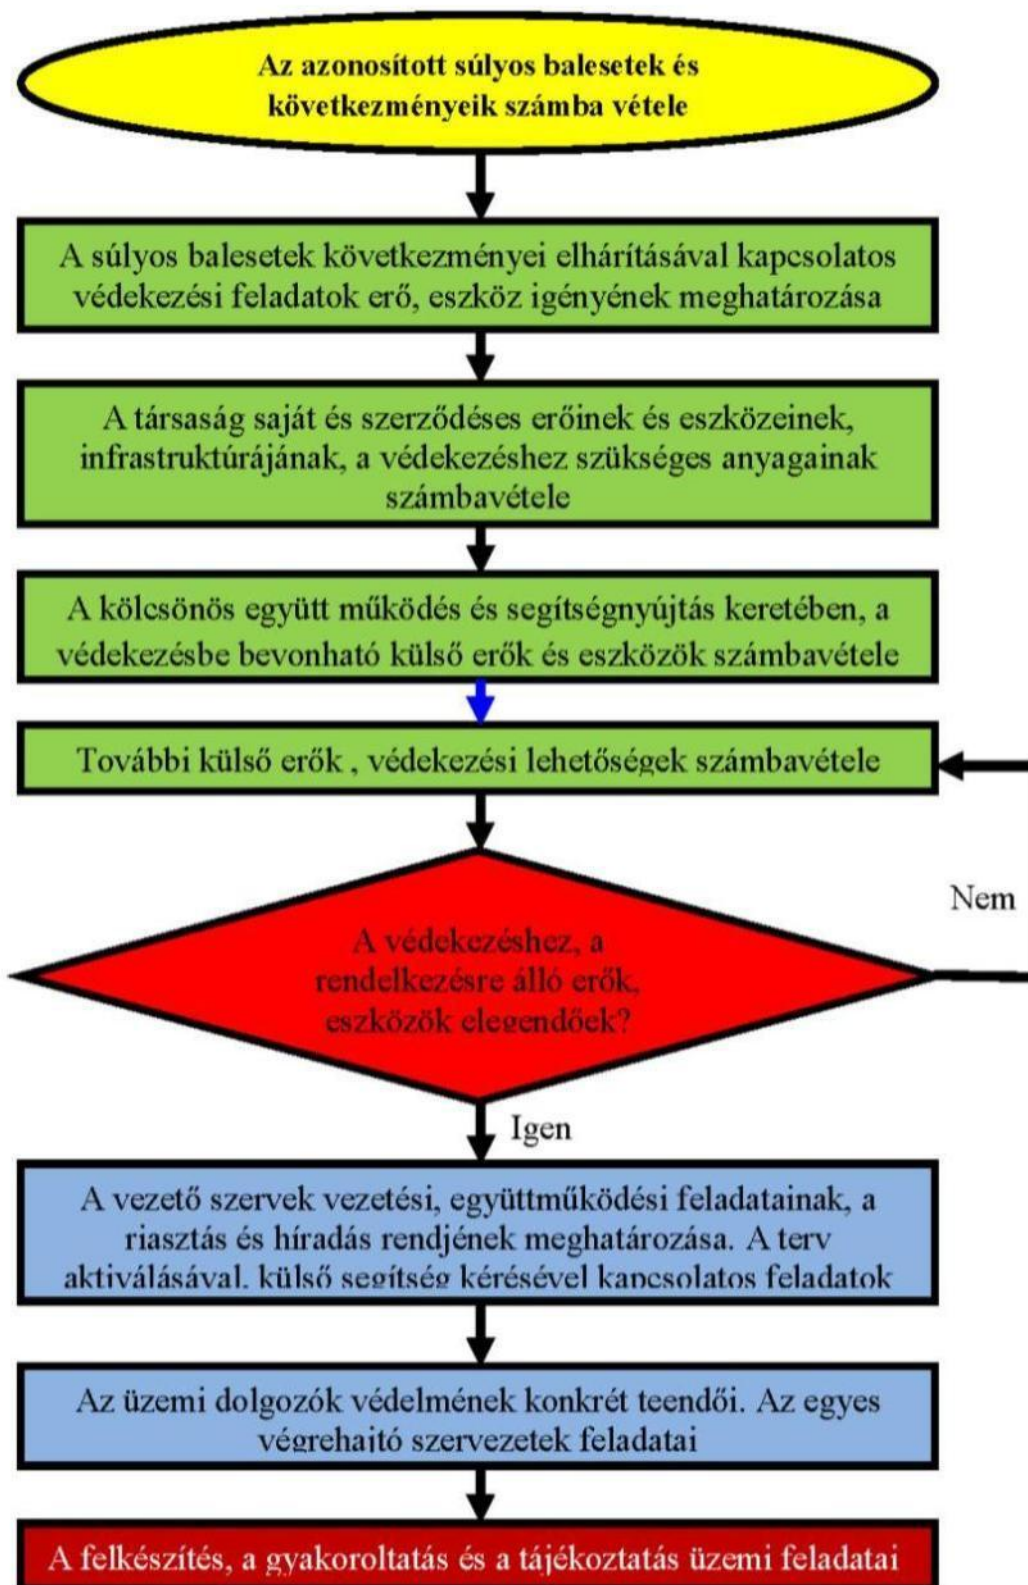 Az azonosított súlyos balesetek és
következményeik számba vétele
A súlyos balesetek következményei elhárításával kapcsolatos
védekezési feladatok erő, eszköz igényének meghatározása
A társaság saját és szerződéses erőinek és eszközeinek,
infrastruktúrájának, a védekezéshez szükséges anyagainak
számbavétele
A kölcsönös együtt működés és segítségnyújtás keretében, a
védekezésbe bevonható külső erők és eszközök számbavétele
További külső erők , védekezési lehetőségek számbavétele
Nem
A védekezéshez, a
rendelkezésre álló erők,
eszközök elegendőek?
Igen
A vezető szervek vezetési, együttműködési feladatainak, a
riasztás és híradás rendjének meghatározása. A terv
aktiválásával, külső segítség kérésével kapcsolatos feladatok
Az üzemi dolgozók védelmének konkrét teendői. Az egyes
végrehajtó szervezetek feladatai
A felkészítés, a gyakoroltatás és a tájékoztatás üzemi feladatai